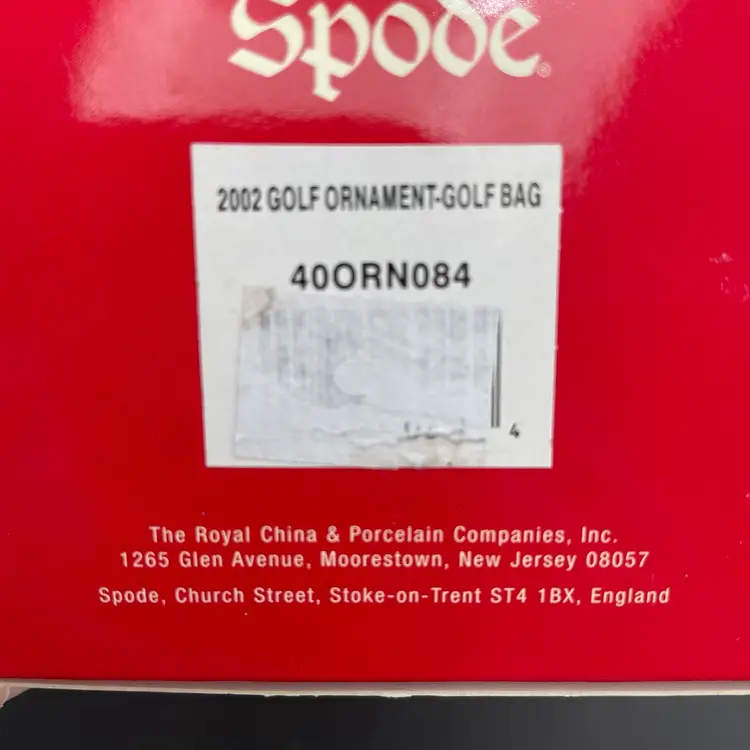 Spode®
2002 GOLF ORNAMENT-GOLF BAG
40ORN084
4
The Royal China & Porcelain Companies, Inc.
1265 Glen Avenue, Moorestown, New Jersey 08057
Spode, Church Street, Stoke-on-Trent ST4 1BX, England